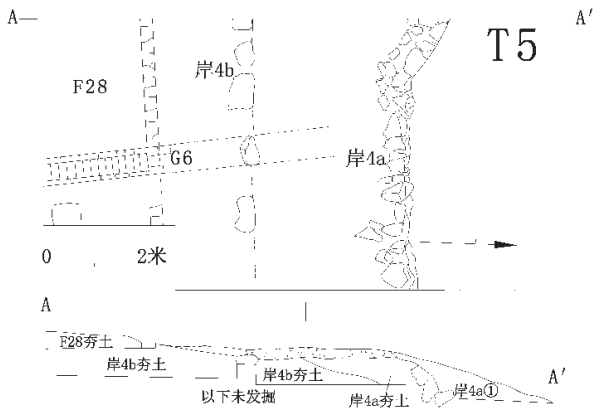 A
A′
T5
岸4b
F28
G6
岸4a
0
2米
A
F28夯土
岸4b夯土
岸4b夯土
A′
岸4a①
以下未发掘
岸4a夯土